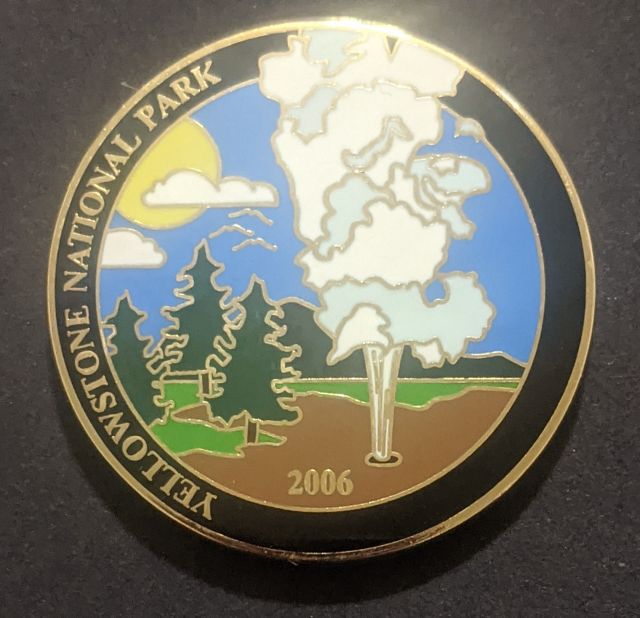 YELLOWSTONE NATIONAL PARK
2006